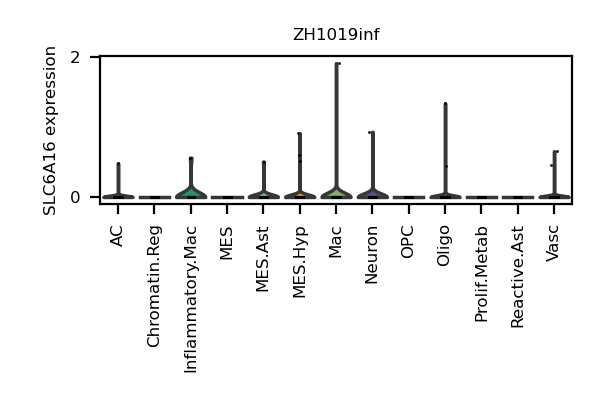 ZH1019inf
SLC6A16 expression
2
0
AC
Chromatin.Reg
Inflammatory.Mac
MES
MES.Ast
MES.Hyp
Mac
Neuron
OPC
Oligo
Prolif.Metab
Reactive.Ast
Vasc